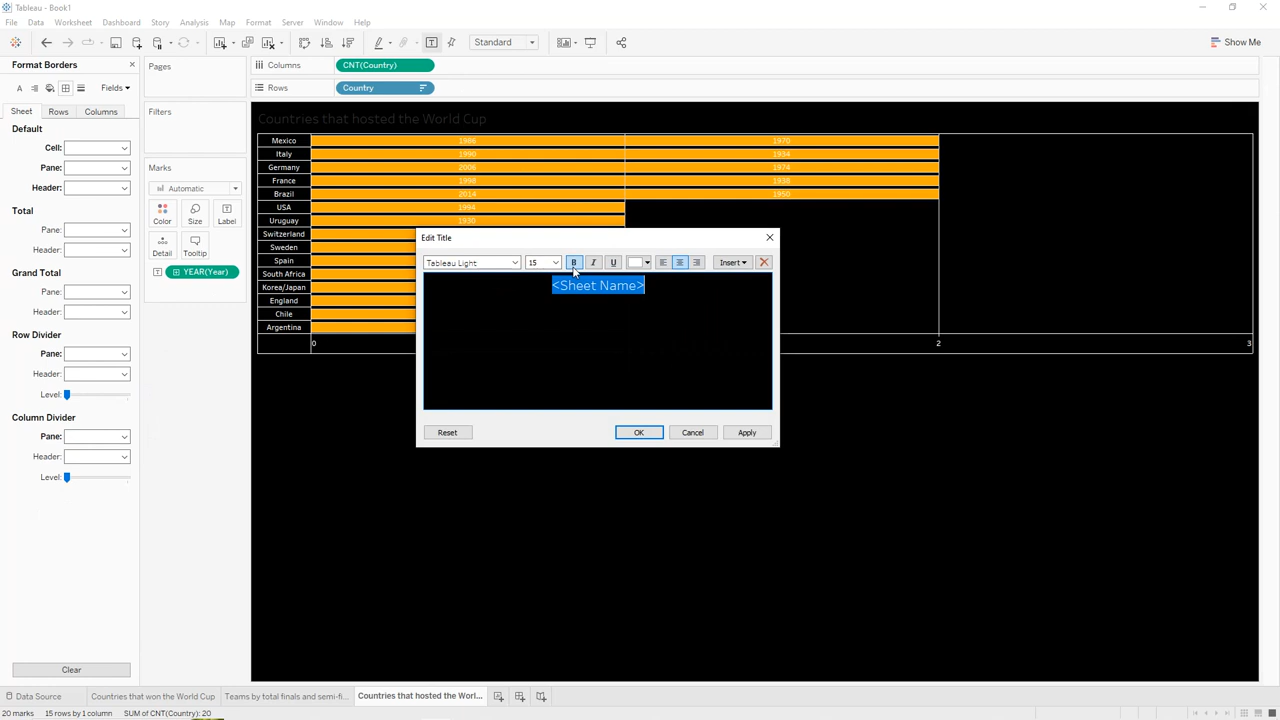 Tableau - Book1
File Data Worksheet Dashboard Story Analysis Map Format Server Window Help
Standard
Show Me
Format Borders
Fields
Sheet Rows Columns
Default
Cell:
Pane:
Header:
Total
Pane:
Header:
Grand Total
Pane:
Header:
Row Divider
Pane:
Header:
Level:
Column Divider
Pane:
Header:
Level:
Clear
Pages
Filters
Marks
Automatic
Color Size Label
Detail Tooltip
YEAR(Year)
Columns CNT(Country)
Rows Country
Countries that hosted the World Cup
Mexico 1986 1970
Italy 1990 1934
Germany 2006 1974
France 1998 1938
Brazil 2014 1950
USA 1994
Uruguay 1930
Switzerland
Sweden
Spain
South Africa
Korea/Japan
England
Chile
Argentina
0 2 3
Edit Title
Tableau Light 15 B I U Insert
<Sheet Name>
Reset OK Cancel Apply
Data Source Countries that won the World Cup Teams by total finals and semi-fi... Countries that hosted the Worl...
20 marks 15 rows by 1 column SUM of CNT(Country): 20